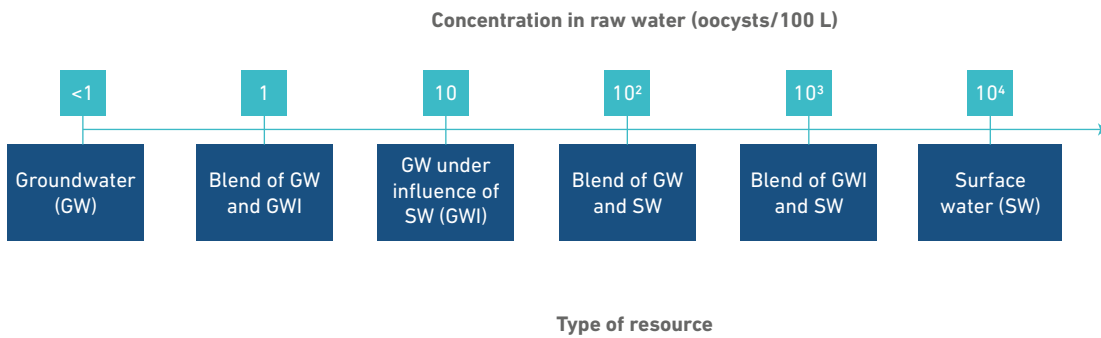 Concentration in raw water (oocysts/100 L)
<1
1
10
10²
10³
10⁴
Groundwater
(GW)
Blend of GW
and GWI
GW under
influence of
SW (GWI)
Blend of GW
and SW
Blend of GWI
and SW
Surface
water (SW)
Type of resource